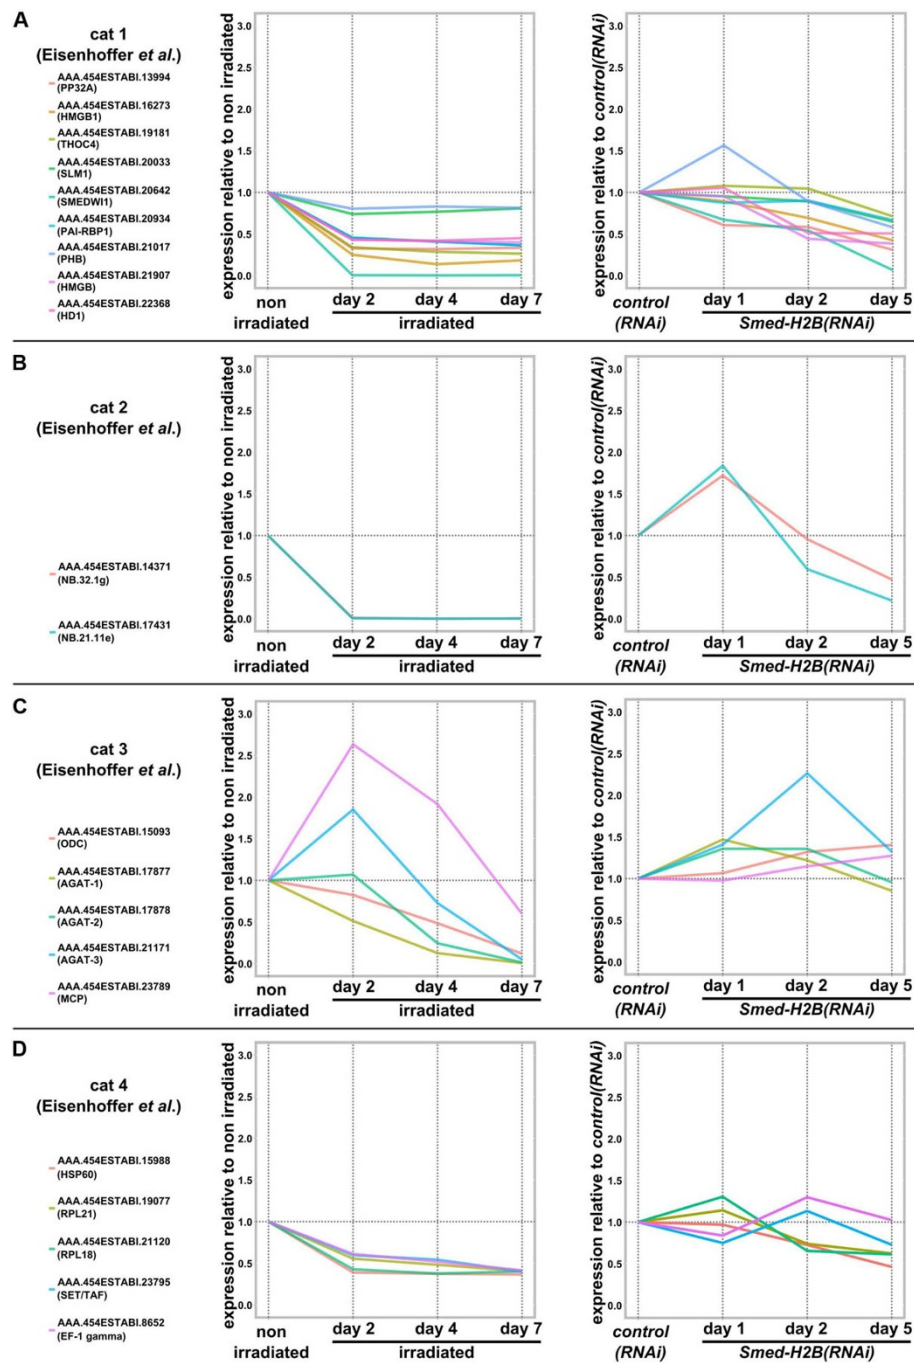 A
cat 1
(Eisenhoffer et al.)
AAA.454ESTABI.13994
(PP32A)
AAA.454ESTABI.16273
(HMGB1)
AAA.454ESTABI.19181
(THOC4)
AAA.454ESTABI.20033
(SLM1)
AAA.454ESTABI.20642
(SMEDWI1)
AAA.454ESTABI.20934
(PAI-RBP1)
AAA.454ESTABI.21017
(PHB)
AAA.454ESTABI.21907
(HMGB)
AAA.454ESTABI.22368
(HD1)
expression relative to non irradiated
3.0
2.5
2.0
1.5
1.0
0.5
0.0
non
irradiated
day 2 day 4 day 7
irradiated
expression relative to control(RNAi)
3.0
2.5
2.0
1.5
1.0
0.5
0.0
control
(RNAi)
day 1 day 2 day 5
Smed-H2B(RNAi)
B
cat 2
(Eisenhoffer et al.)
AAA.454ESTABI.14371
(NB.32.1g)
AAA.454ESTABI.17431
(NB.21.11e)
expression relative to non irradiated
3.0
2.5
2.0
1.5
1.0
0.5
0.0
non
irradiated
day 2 day 4 day 7
irradiated
expression relative to control(RNAi)
3.0
2.5
2.0
1.5
1.0
0.5
0.0
control
(RNAi)
day 1 day 2 day 5
Smed-H2B(RNAi)
C
cat 3
(Eisenhoffer et al.)
AAA.454ESTABI.15093
(ODC)
AAA.454ESTABI.17877
(AGAT-1)
AAA.454ESTABI.17878
(AGAT-2)
AAA.454ESTABI.21171
(AGAT-3)
AAA.454ESTABI.23789
(MCP)
expression relative to non irradiated
3.0
2.5
2.0
1.5
1.0
0.5
0.0
non
irradiated
day 2 day 4 day 7
irradiated
expression relative to control(RNAi)
3.0
2.5
2.0
1.5
1.0
0.5
0.0
control
(RNAi)
day 1 day 2 day 5
Smed-H2B(RNAi)
D
cat 4
(Eisenhoffer et al.)
AAA.454ESTABI.15988
(HSP60)
AAA.454ESTABI.19077
(RPL21)
AAA.454ESTABI.21120
(RPL18)
AAA.454ESTABI.23795
(SET/TAF)
AAA.454ESTABI.8652
(EF-1 gamma)
expression relative to non irradiated
3.0
2.5
2.0
1.5
1.0
0.5
0.0
non
irradiated
day 2 day 4 day 7
irradiated
expression relative to control(RNAi)
3.0
2.5
2.0
1.5
1.0
0.5
0.0
control
(RNAi)
day 1 day 2 day 5
Smed-H2B(RNAi)